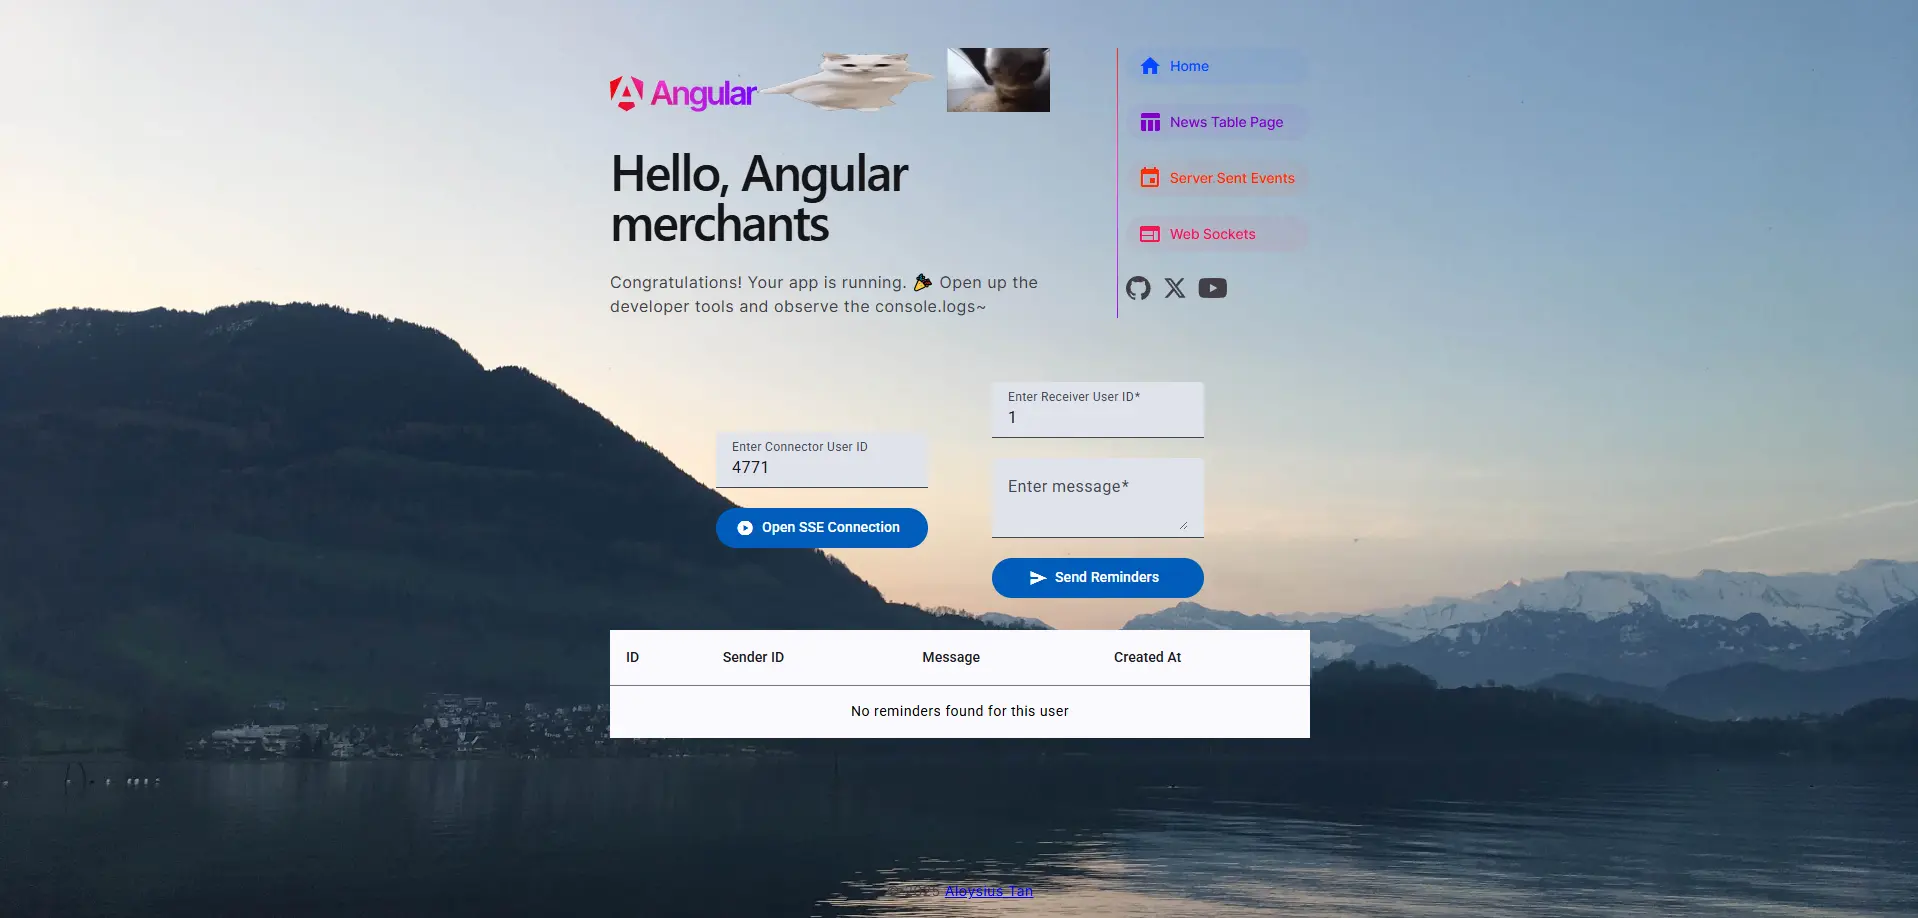 Angular
Hello, Angular
merchants
Congratulations! Your app is running. 🎉 Open up the
developer tools and observe the console.logs~
Home
News Table Page
Server Sent Events
Web Sockets
Enter Connector User ID
4771
Open SSE Connection
Enter Receiver User ID*
1
Enter message*
Send Reminders
ID Sender ID Message Created At
No reminders found for this user
© 2025 Aloysius Tan